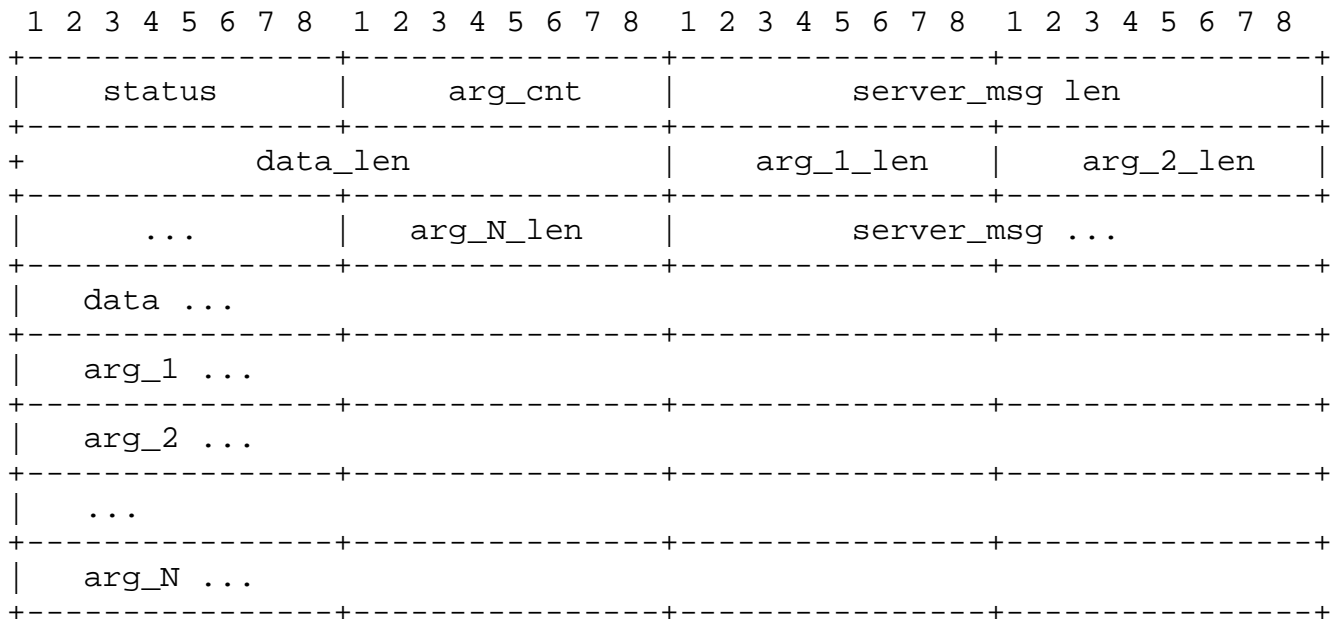 1 2 3 4 5 6 7 8  1 2 3 4 5 6 7 8  1 2 3 4 5 6 7 8  1 2 3 4 5 6 7 8
+----------------+----------------+----------------+----------------+
|     status     |    arg_cnt     |        server_msg len           |
+----------------+----------------+----------------+----------------+
+            data_len             |    arg_1_len   |    arg_2_len   |
+----------------+----------------+----------------+----------------+
|      ...       |   arg_N_len    |         server_msg ...
+----------------+----------------+----------------+----------------+
|   data ...
+----------------+----------------+----------------+----------------+
|   arg_1 ...
+----------------+----------------+----------------+----------------+
|   arg_2 ...
+----------------+----------------+----------------+----------------+
|   ...
+----------------+----------------+----------------+----------------+
|   arg_N ...
+----------------+----------------+----------------+----------------+